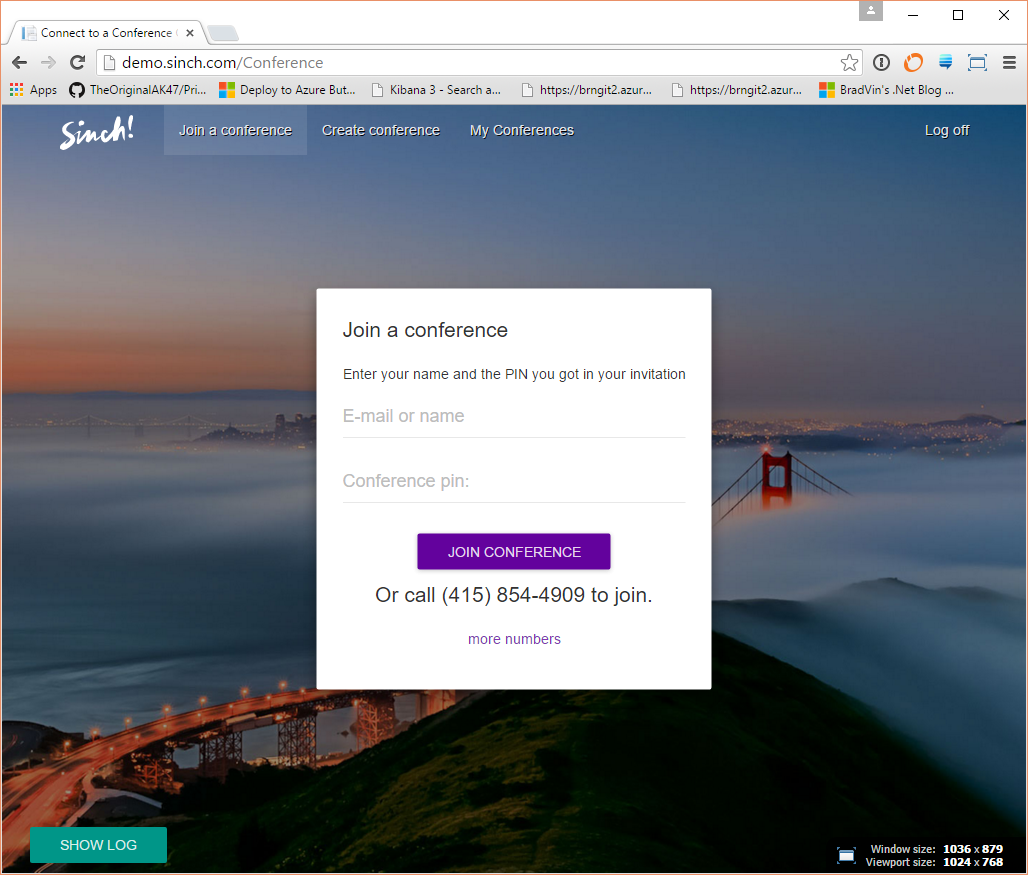 Connect to a Conference
demo.sinch.com/Conference
Apps
TheOriginalAK47/Pri...
Deploy to Azure But...
Kibana 3 - Search a...
https://brngit2.azur...
https://brngit2.azur...
BradVin's .Net Blog ...
Sinch!
Join a conference
Create conference
My Conferences
Log off
Join a conference
Enter your name and the PIN you got in your invitation
E-mail or name
Conference pin:
JOIN CONFERENCE
Or call (415) 854-4909 to join.
more numbers
SHOW LOG
Window size: 1036 x 879
Viewport size: 1024 x 768